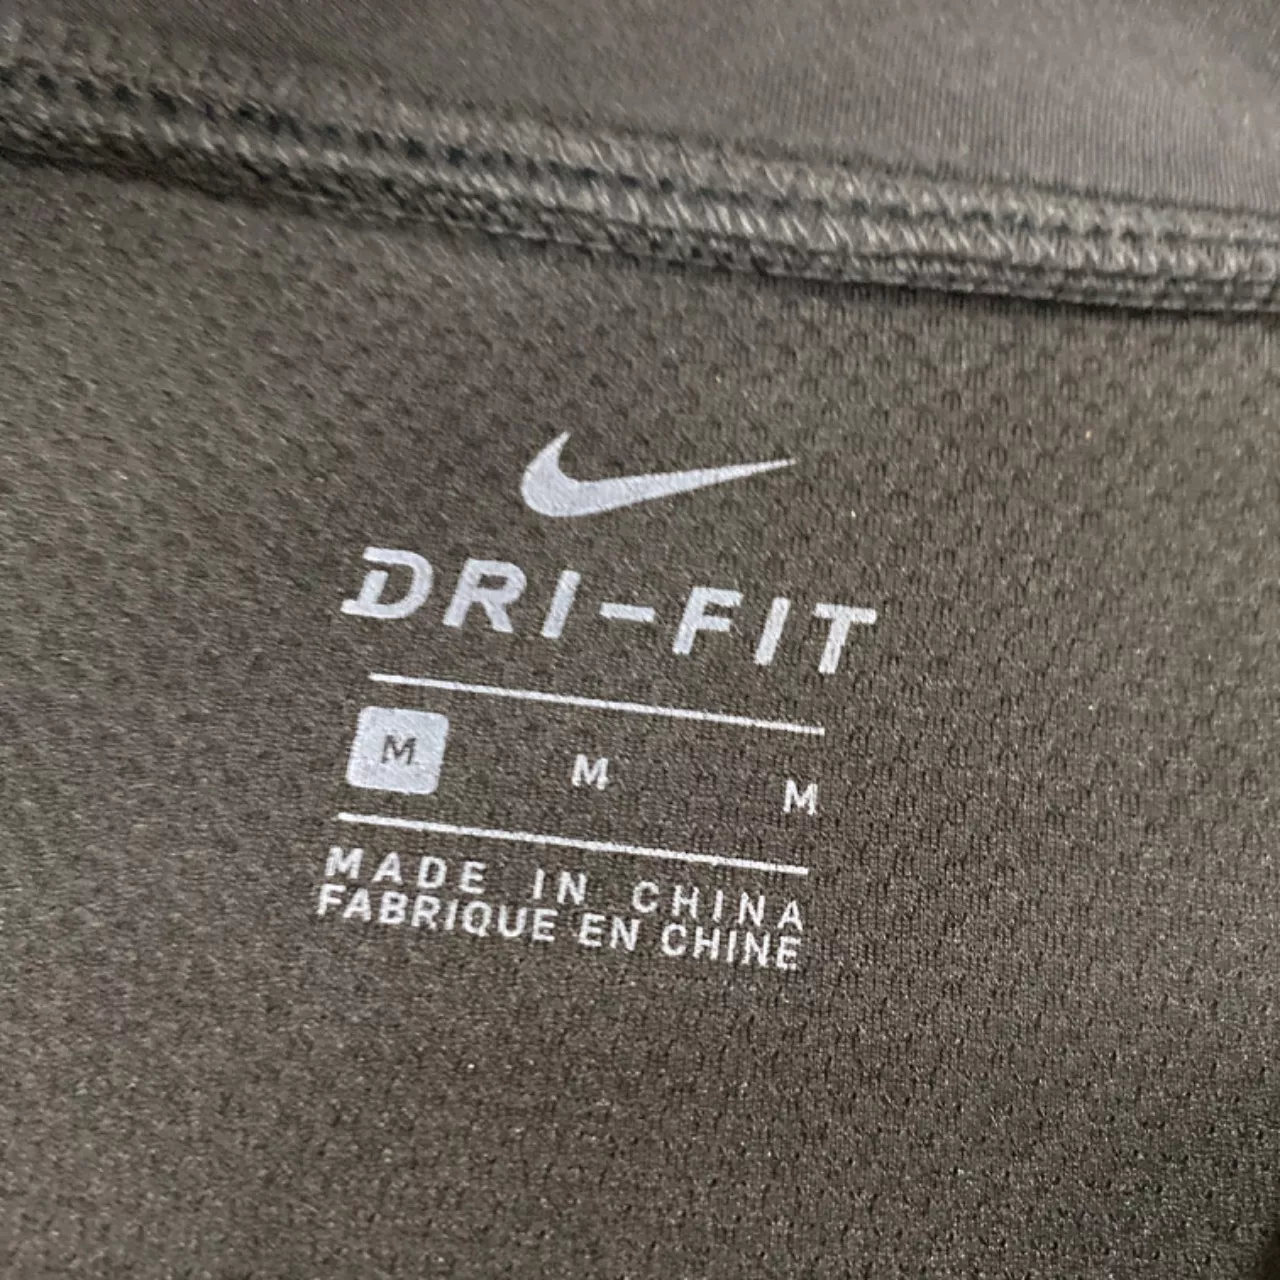 DRI-FIT
M M M
MADE IN CHINA
FABRIQUE EN CHINE